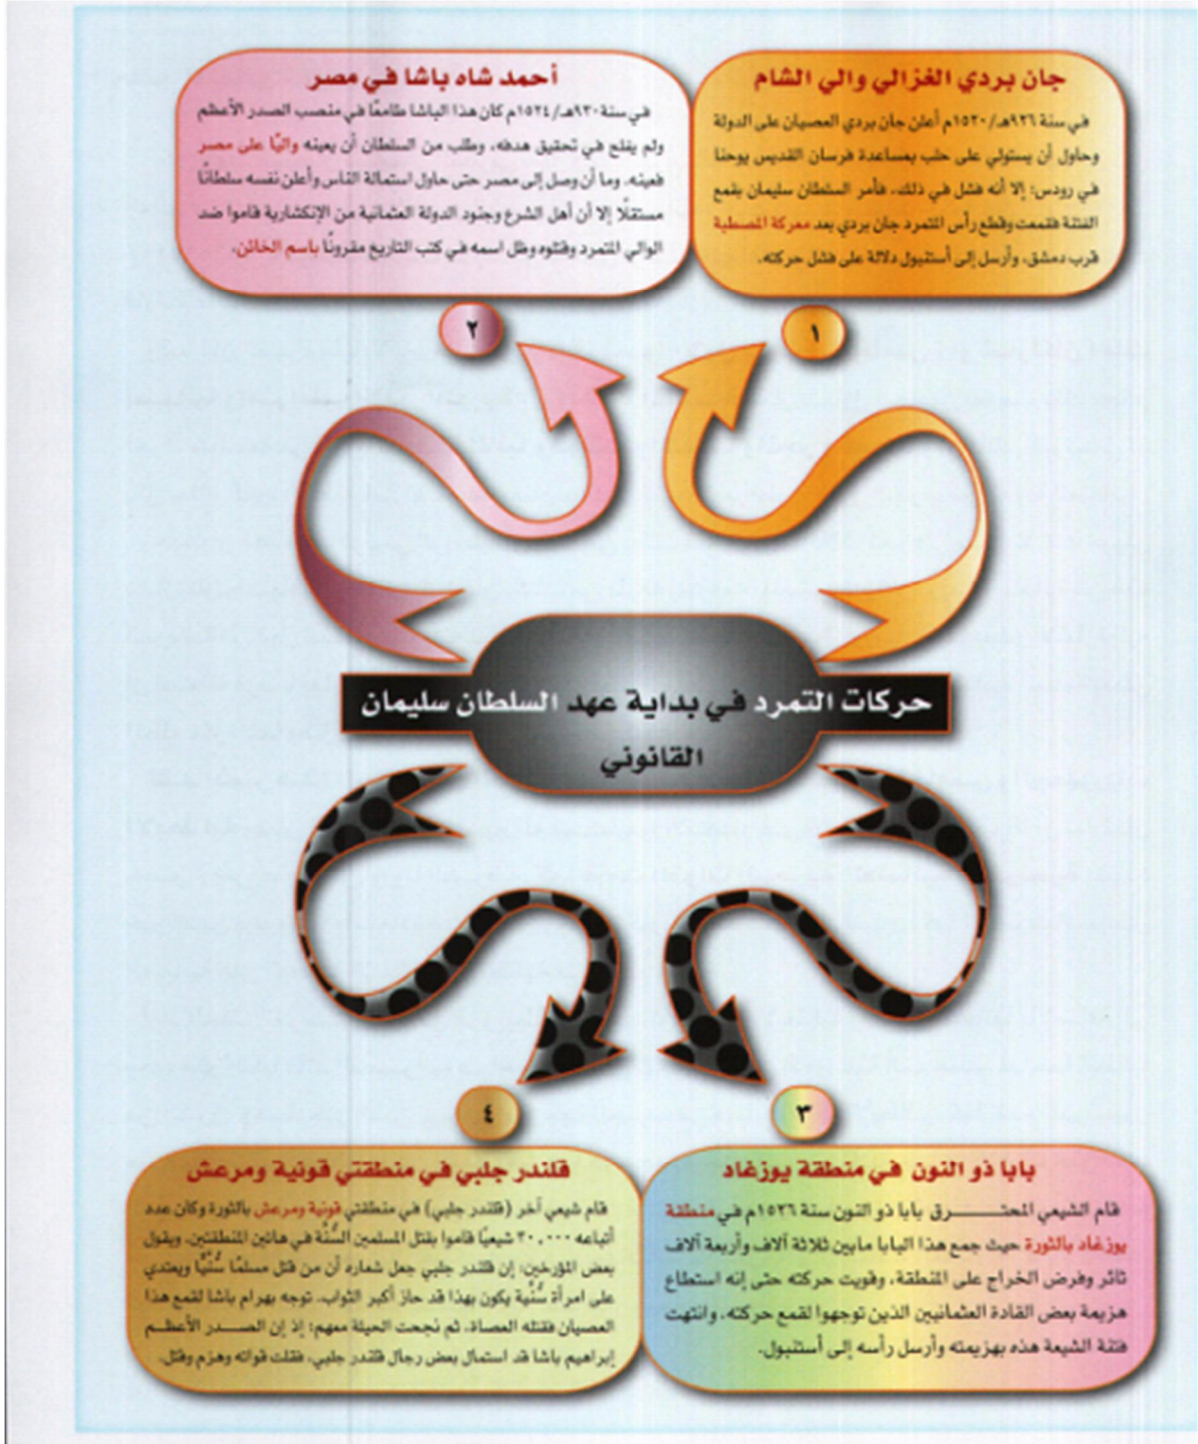 جان بردي الغزالي والي الشام
في سنة ٩٢٦هـ/١٥٢٠م أعلن جان بردي العصيان على الدولة
وحاول أن يستولي على حلب بمساعدة فرسان القديس يوحنا
في رودس؛ إلا أنه فشل في ذلك، فأمر السلطان سليمان بقمع
الفتنة فقمعت وقطع رأس المتمرد جان بردي بعد معركة المصطبة
قرب دمشق، وأرسل إلى أستنبول دلالة على فشل حركته.
١
أحمد شاه باشا في مصر
في سنة ٩٣٠هـ/١٥٢٤م كان هذا الباشا طامعًا في منصب الصدر الأعظم
ولم يفلح في تحقيق هدفه، وطلب من السلطان أن يعينه واليًا على مصر
فعينه، وما أن وصل إلى مصر حتى حاول استمالة الناس وأعلن نفسه سلطانًا
مستقلًا إلا أن أهل الشرع وجنود الدولة العثمانية من الإنكشارية قاموا ضد
الوالي المتمرد وقتلوه وظل اسمه في كتب التاريخ مقرونًا باسم الخائن.
٢
حركات التمرد في بداية عهد السلطان سليمان
القانوني
٣
بابا ذو النون في منطقة يوزغاد
قام الشيعي المحترق بابا ذو النون سنة ١٥٢٦م في منطقة
يوزغاد بالثورة حيث جمع هذا البابا مابين ثلاثة آلاف وأربعة آلاف
ثائر وفرض الخراج على المنطقة، وقويت حركته حتى إنه استطاع
هزيمة بعض القادة العثمانيين الذين توجهوا لقمع حركته، وانتهت
فتنة الشيعة هذه بهزيمته وأرسل رأسه إلى أستنبول.
٤
قلندر جلبي في منطقتي قونية ومرعش
قام شيعي آخر (قلندر جلبي) في منطقتي قونية ومرعش بالثورة وكان عدد
أتباعه ٣٠,٠٠٠ شيعيًا قاموا بقتل المسلمين السُّنَّة في هاتين المنطقتين، ويقول
بعض المؤرخين: إن قلندر جلبي جعل شعاره أن من قتل مسلمًا سُنِّيًّا ويعتدي
على امرأة سُنِّية يكون بهذا قد حاز أكبر الثواب. توجه بهرام باشا لقمع هذا
العصيان فقتله العصاة، ثم نجحت الحيلة معهم؛ إذ إن الصدر الأعظم
إبراهيم باشا قد استمال بعض رجال قلندر جلبي، فقلت قواته وهزم وقتل.